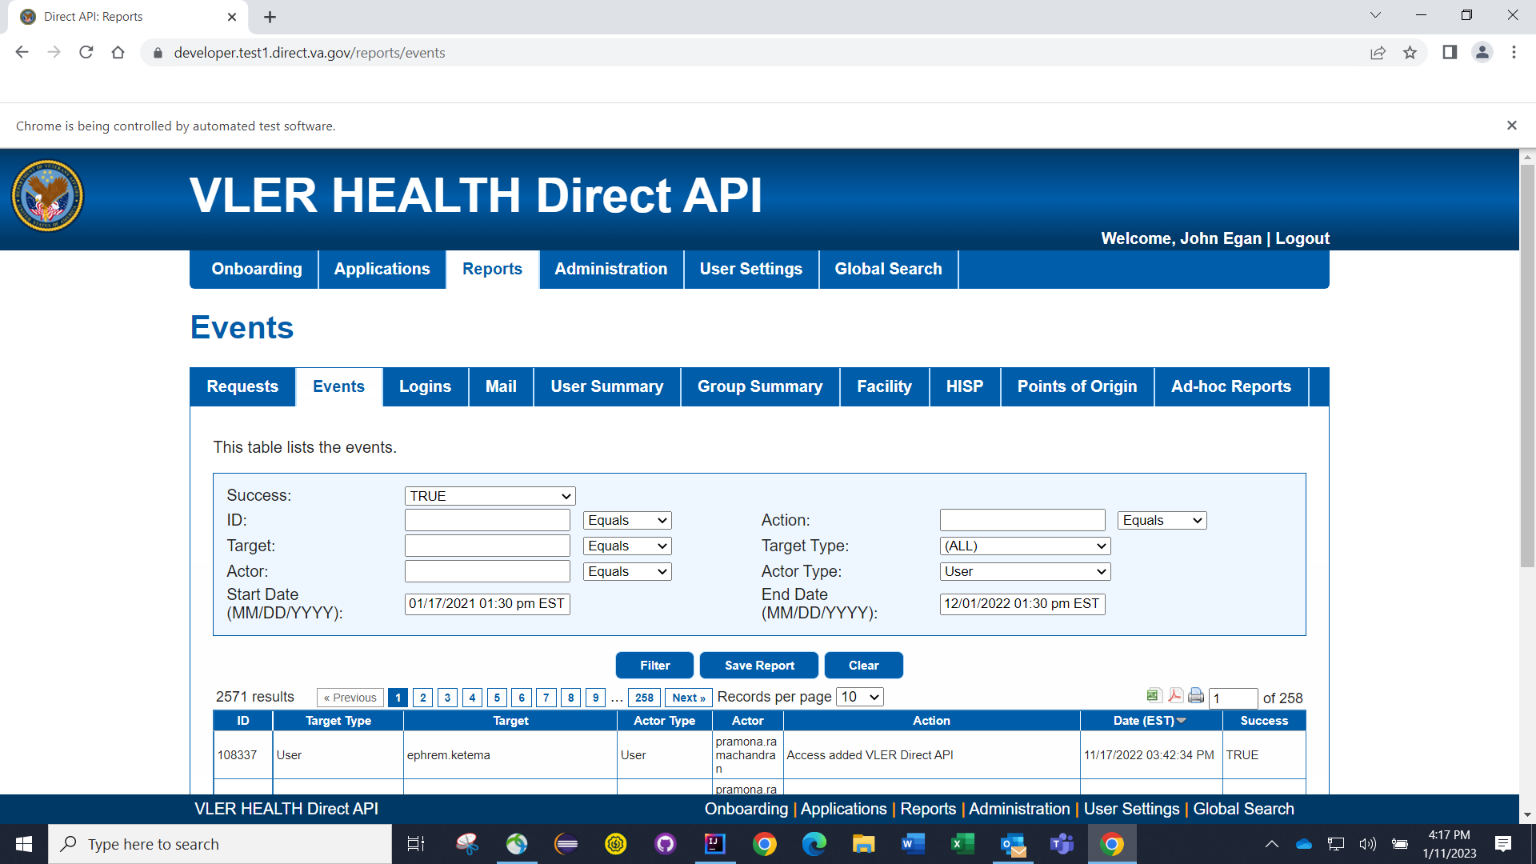 Direct API: Reports
developer.test1.direct.va.gov/reports/events
Chrome is being controlled by automated test software.
VLER HEALTH Direct API
Welcome, John Egan | Logout
Onboarding Applications Reports Administration User Settings Global Search
Events
Requests Events Logins Mail User Summary Group Summary Facility HISP Points of Origin Ad-hoc Reports
This table lists the events.
Success: TRUE
ID: Equals Action: Equals
Target: Equals Target Type: (ALL)
Actor: Equals Actor Type: User
Start Date (MM/DD/YYYY): 01/17/2021 01:30 pm EST End Date (MM/DD/YYYY): 12/01/2022 01:30 pm EST
Filter Save Report Clear
2571 results « Previous 1 2 3 4 5 6 7 8 9 ... 258 Next » Records per page 10 1 of 258
ID Target Type Target Actor Type Actor Action Date (EST) Success
108337 User ephrem.ketema User pramona.ramachandran Access added VLER Direct API 11/17/2022 03:42:34 PM TRUE
pramona.ra
VLER HEALTH Direct API Onboarding | Applications | Reports | Administration | User Settings | Global Search
Type here to search
4:17 PM
1/11/2023